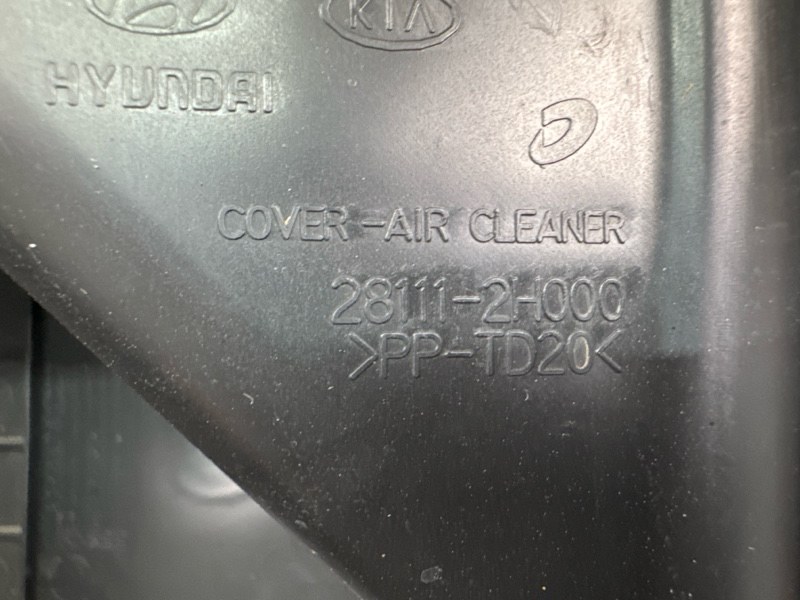 KIA
HYUNDAI
COVER-AIR CLEANER
28111-2H000
>PP-TD20<